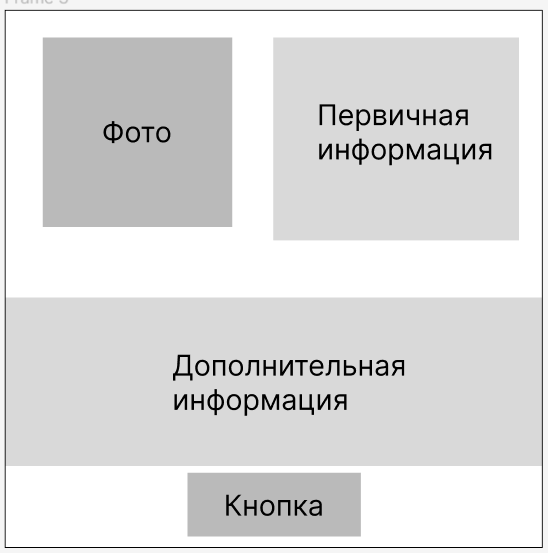 Фото
Первичная
информация
Дополнительная
информация
Кнопка